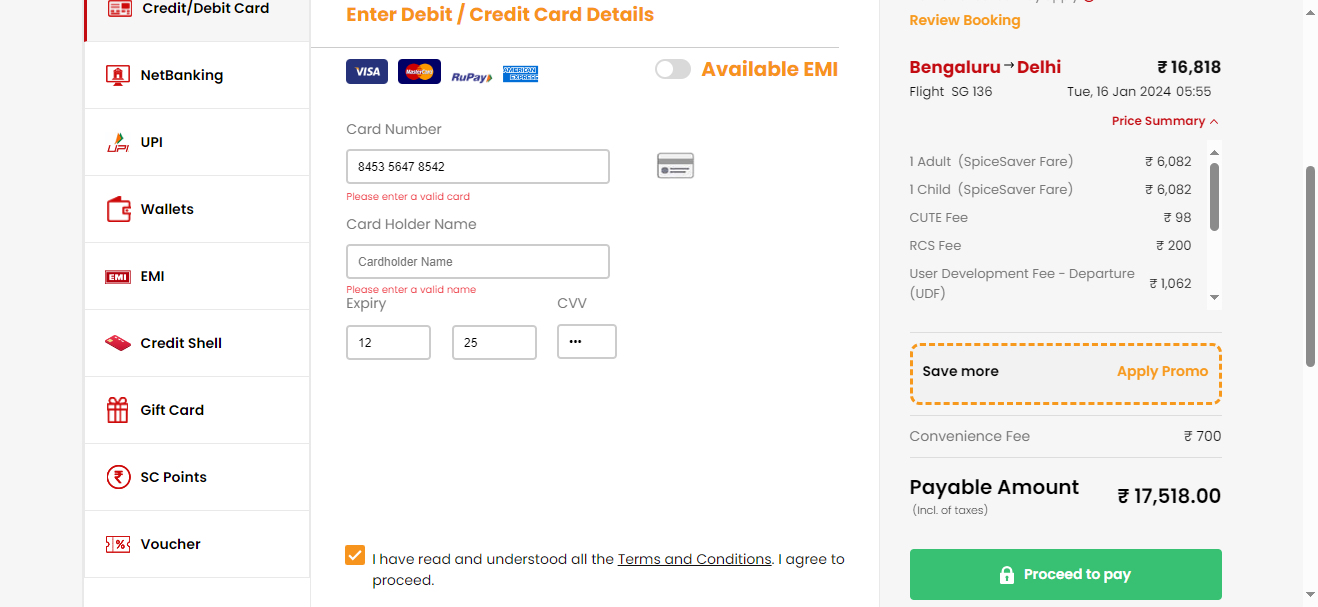 Credit/Debit Card
NetBanking
UPI
UPI
Wallets
EMI
EMI
Credit Shell
Gift Card
SC Points
Voucher
Enter Debit / Credit Card Details
VISA
MasterCard
RuPay
AMERICAN
EXPRESS
Available EMI
Card Number
8453 5647 8542
Please enter a valid card
Card Holder Name
Cardholder Name
Please enter a valid name
Expiry
CVV
12
25
•••
I have read and understood all the Terms and Conditions. I agree to
proceed.
Review Booking
Bengaluru → Delhi
₹ 16,818
Flight SG 136
Tue, 16 Jan 2024 05:55
Price Summary
1 Adult (SpiceSaver Fare) ₹ 6,082
1 Child (SpiceSaver Fare) ₹ 6,082
CUTE Fee ₹ 98
RCS Fee ₹ 200
User Development Fee - Departure
(UDF) ₹ 1,062
Save more Apply Promo
Convenience Fee ₹ 700
Payable Amount ₹ 17,518.00
(Incl. of taxes)
Proceed to pay